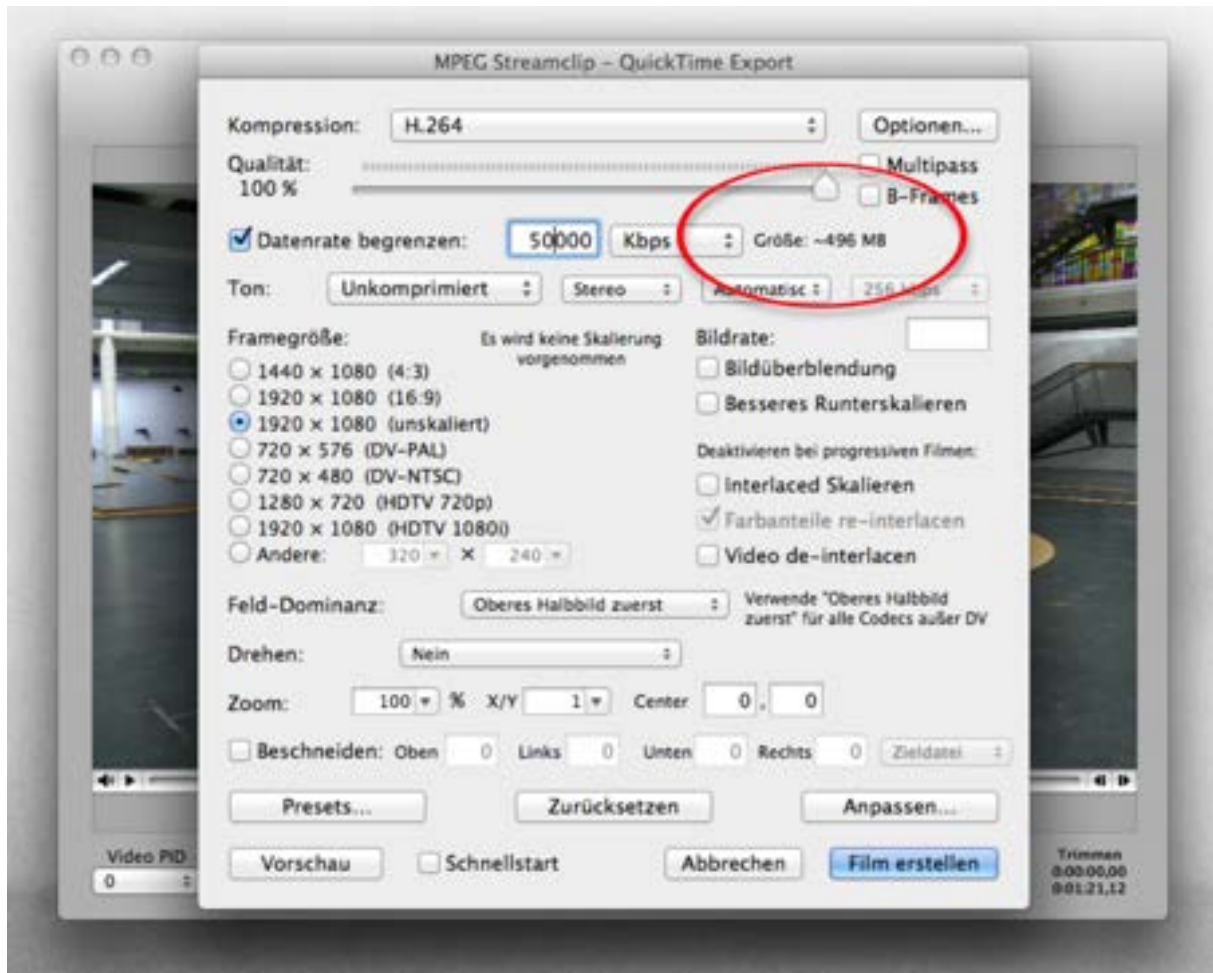 MPEG Streamclip – QuickTime Export
Kompression: H.264 Optionen...
Qualität: Multipass
100 % B-Frames
Datenrate begrenzen: 50000 Kbps Größe: ~496 MB
Ton: Unkomprimiert Stereo Automatisc 256 kbps
Framegröße: Es wird keine Skalierung vorgenommen Bildrate:
1440 × 1080 (4:3) Bildüberblendung
1920 × 1080 (16:9) Besseres Runterskalieren
1920 × 1080 (unskaliert)
720 × 576 (DV-PAL) Deaktivieren bei progressiven Filmen:
720 × 480 (DV-NTSC) Interlaced Skalieren
1280 × 720 (HDTV 720p)
1920 × 1080 (HDTV 1080i) Farbanteile re-interlacen
Andere: 320 × 240 Video de-interlacen
Feld-Dominanz: Oberes Halbbild zuerst Verwende "Oberes Halbbild
zuerst" für alle Codecs außer DV
Drehen: Nein
Zoom: 100 % X/Y 1 Center 0 , 0
Beschneiden: Oben 0 Links 0 Unten 0 Rechts 0 Zieldatei
Presets... Zurücksetzen Anpassen...
Vorschau Schnellstart Abbrechen Film erstellen
Video PID
0
Trimmen
0:00:00,00
0:01:21,12